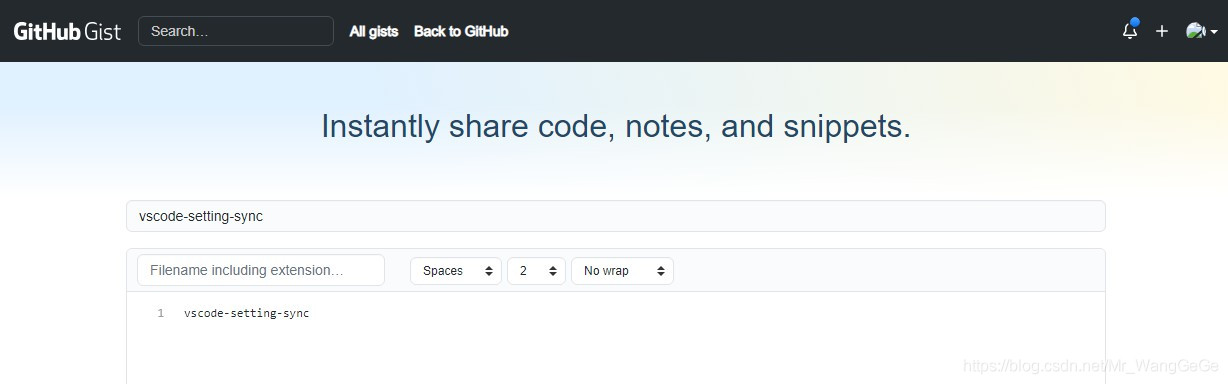 GitHub Gist Search... All gists Back to GitHub
Instantly share code, notes, and snippets.
vscode-setting-sync
Filename including extension... Spaces 2 No wrap
1 vscode-setting-sync
https://blog.csdn.net/Mr_WangGeGe